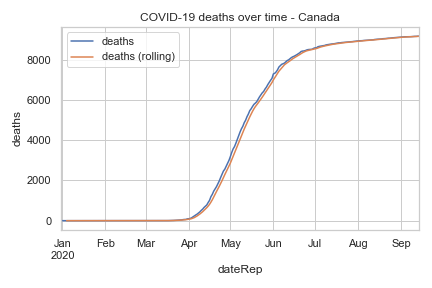 COVID-19 deaths over time - Canada
deaths
deaths (rolling)
8000
6000
4000
2000
0
deaths
Jan Feb Mar Apr May Jun Jul Aug Sep
2020
dateRep